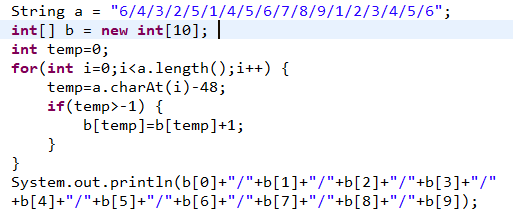 String a = "6/4/3/2/5/1/4/5/6/7/8/9/1/2/3/4/5/6";
int[] b = new int[10];
int temp=0;
for(int i=0;i<a.length();i++) {
temp=a.charAt(i)-48;
if(temp>-1) {
b[temp]=b[temp]+1;
}
}
System.out.println(b[0]+"/"+b[1]+"/"+b[2]+"/"+b[3]+"/"
+b[4]+"/"+b[5]+"/"+b[6]+"/"+b[7]+"/"+b[8]+"/"+b[9]);